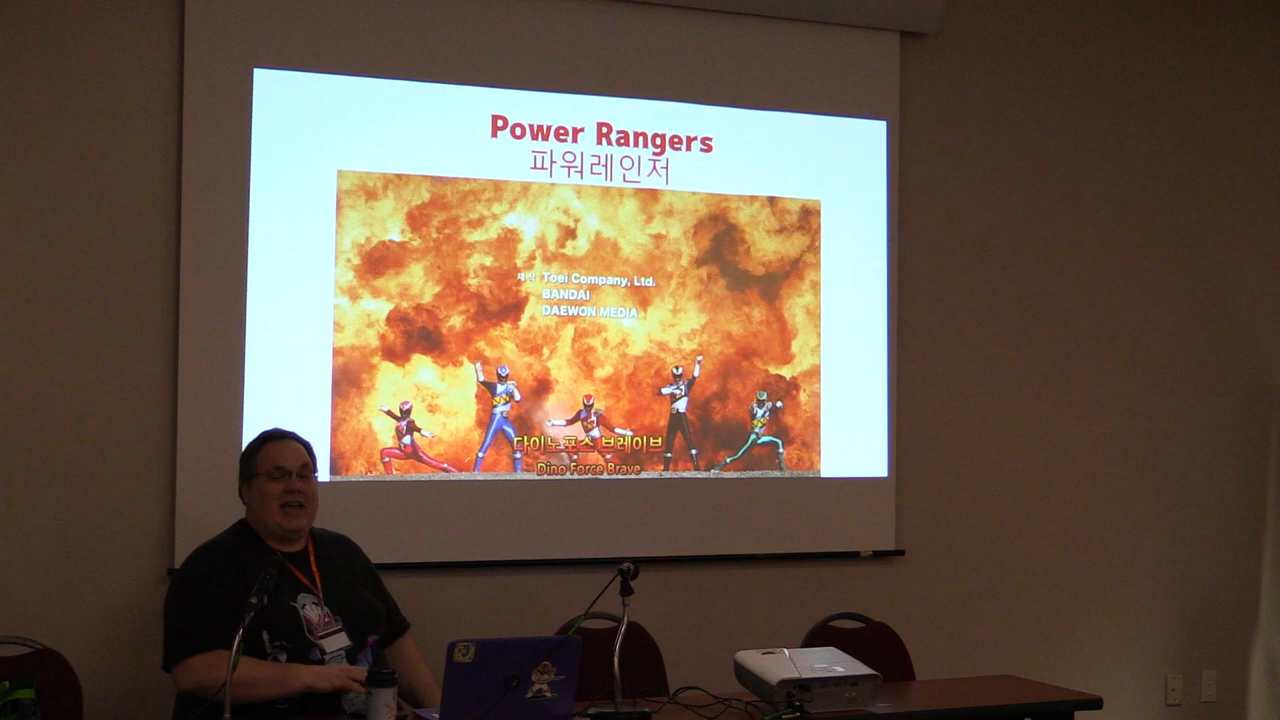 Power Rangers
파워레인저
제작 Toei Company, Ltd.
BANDAI
DAEWON MEDIA
다이노포스 브레이브
Dino Force Brave